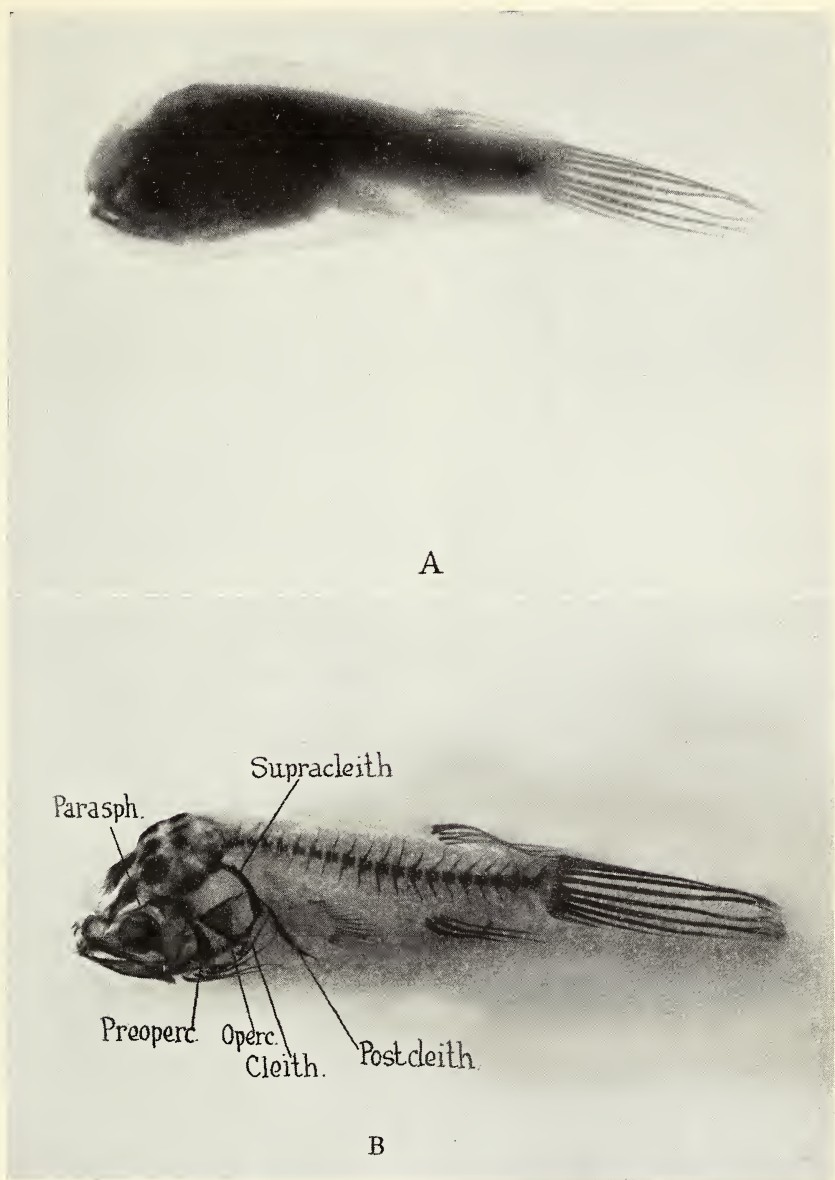 A
Supracleith
Parasph.
Preoperc.
Operc.
Cleith.
Postcleith.
B